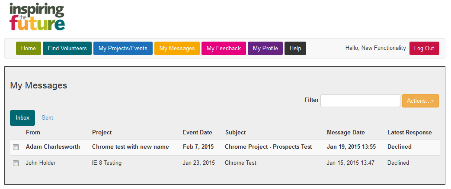 inspiring
the
future
Home Find Volunteers My Projects/Events My Messages My Feedback My Profile Help Hello, New Functionality Log Out
My Messages
Filter Actions...>
Inbox Sent
From Project Event Date Subject Message Date Latest Response
Adam Charlesworth Chrome test with new name Feb 7, 2015 Chrome Project - Prospects Test Jan 19, 2015 13:55 Declined
John Holder IE 8 Testing Jan 23, 2015 Chrome Test Jan 15, 2015 13:47 Declined